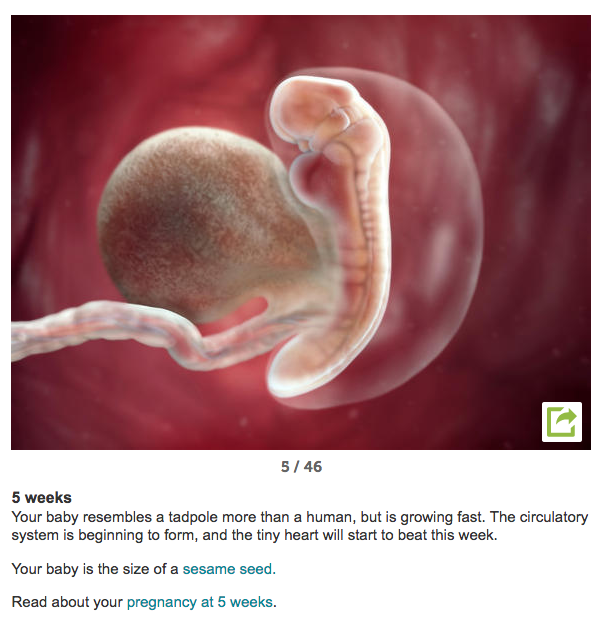 5 / 46
5 weeks
Your baby resembles a tadpole more than a human, but is growing fast. The circulatory
system is beginning to form, and the tiny heart will start to beat this week.
Your baby is the size of a sesame seed.
Read about your pregnancy at 5 weeks.